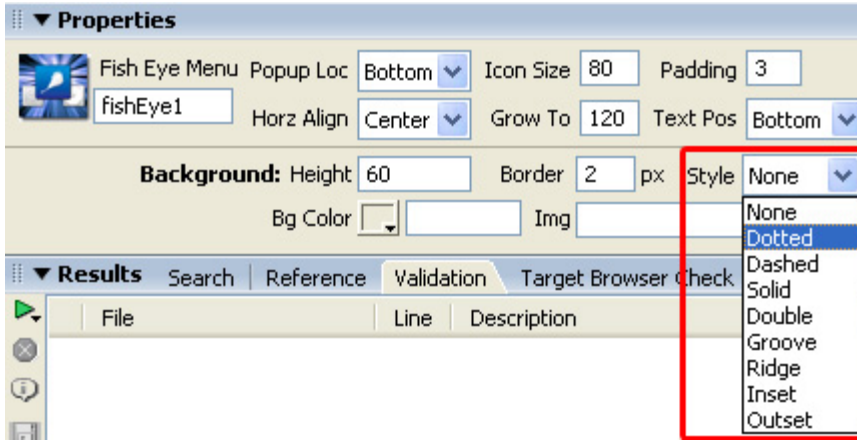 Properties
Fish Eye Menu Popup Loc Bottom Icon Size 80 Padding 3
fishEye1 Horz Align Center Grow To 120 Text Pos Bottom
Background: Height 60 Border 2 px Style None
Bg Color Img
None
Dotted
Dashed
Solid
Double
Groove
Ridge
Inset
Outset
Results Search Reference Validation Target Browser Check
File Line Description